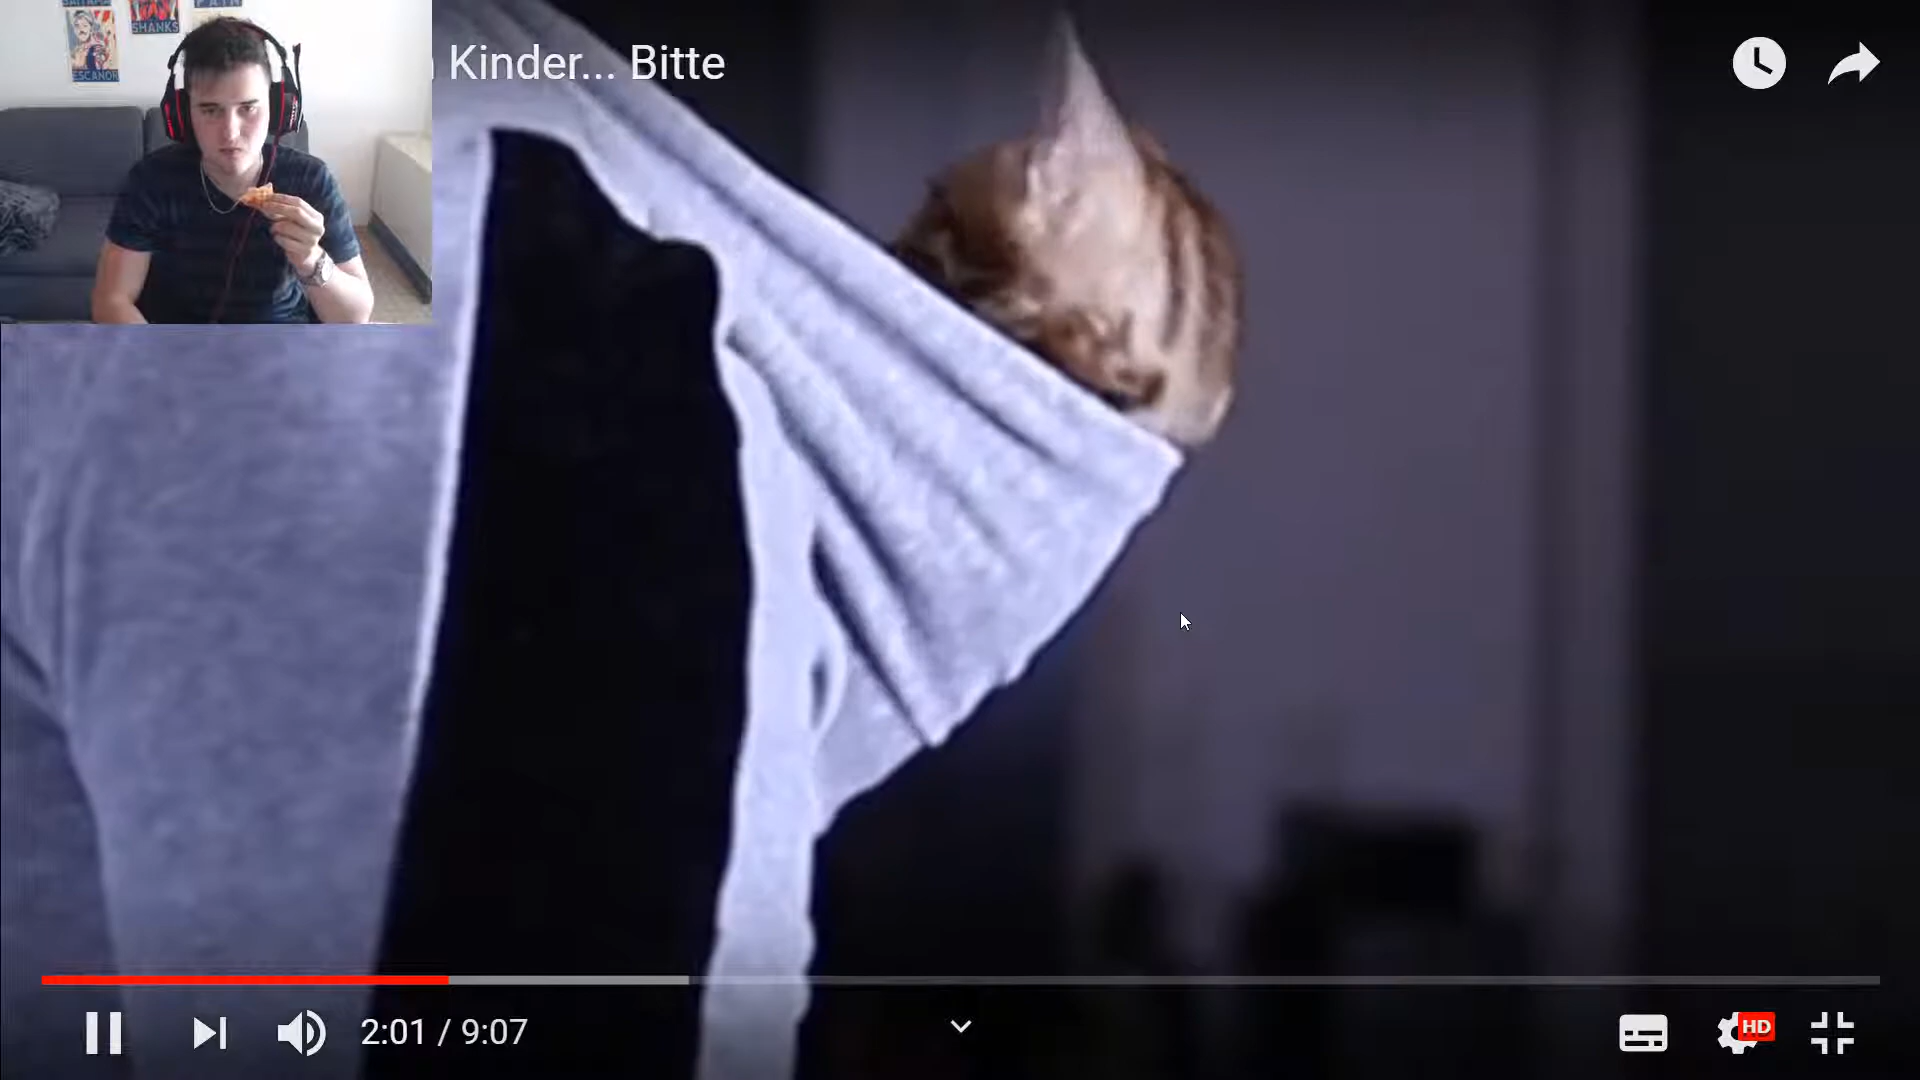 SHANKS
ESCANOR
Kinder... Bitte
2:01 / 9:07
HD